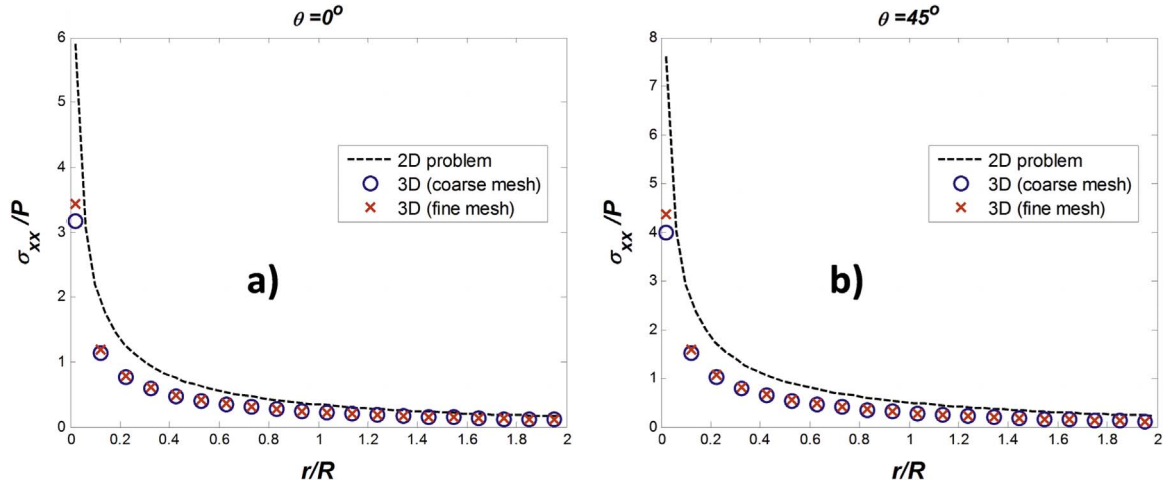 θ =0o
6
5
4
3
2
1
0
σxx /P
2D problem
3D (coarse mesh)
3D (fine mesh)
a)
0 0.2 0.4 0.6 0.8 1 1.2 1.4 1.6 1.8 2
r/R
θ =45o
8
7
6
5
4
3
2
1
0
σxx /P
2D problem
3D (coarse mesh)
3D (fine mesh)
b)
0 0.2 0.4 0.6 0.8 1 1.2 1.4 1.6 1.8 2
r/R